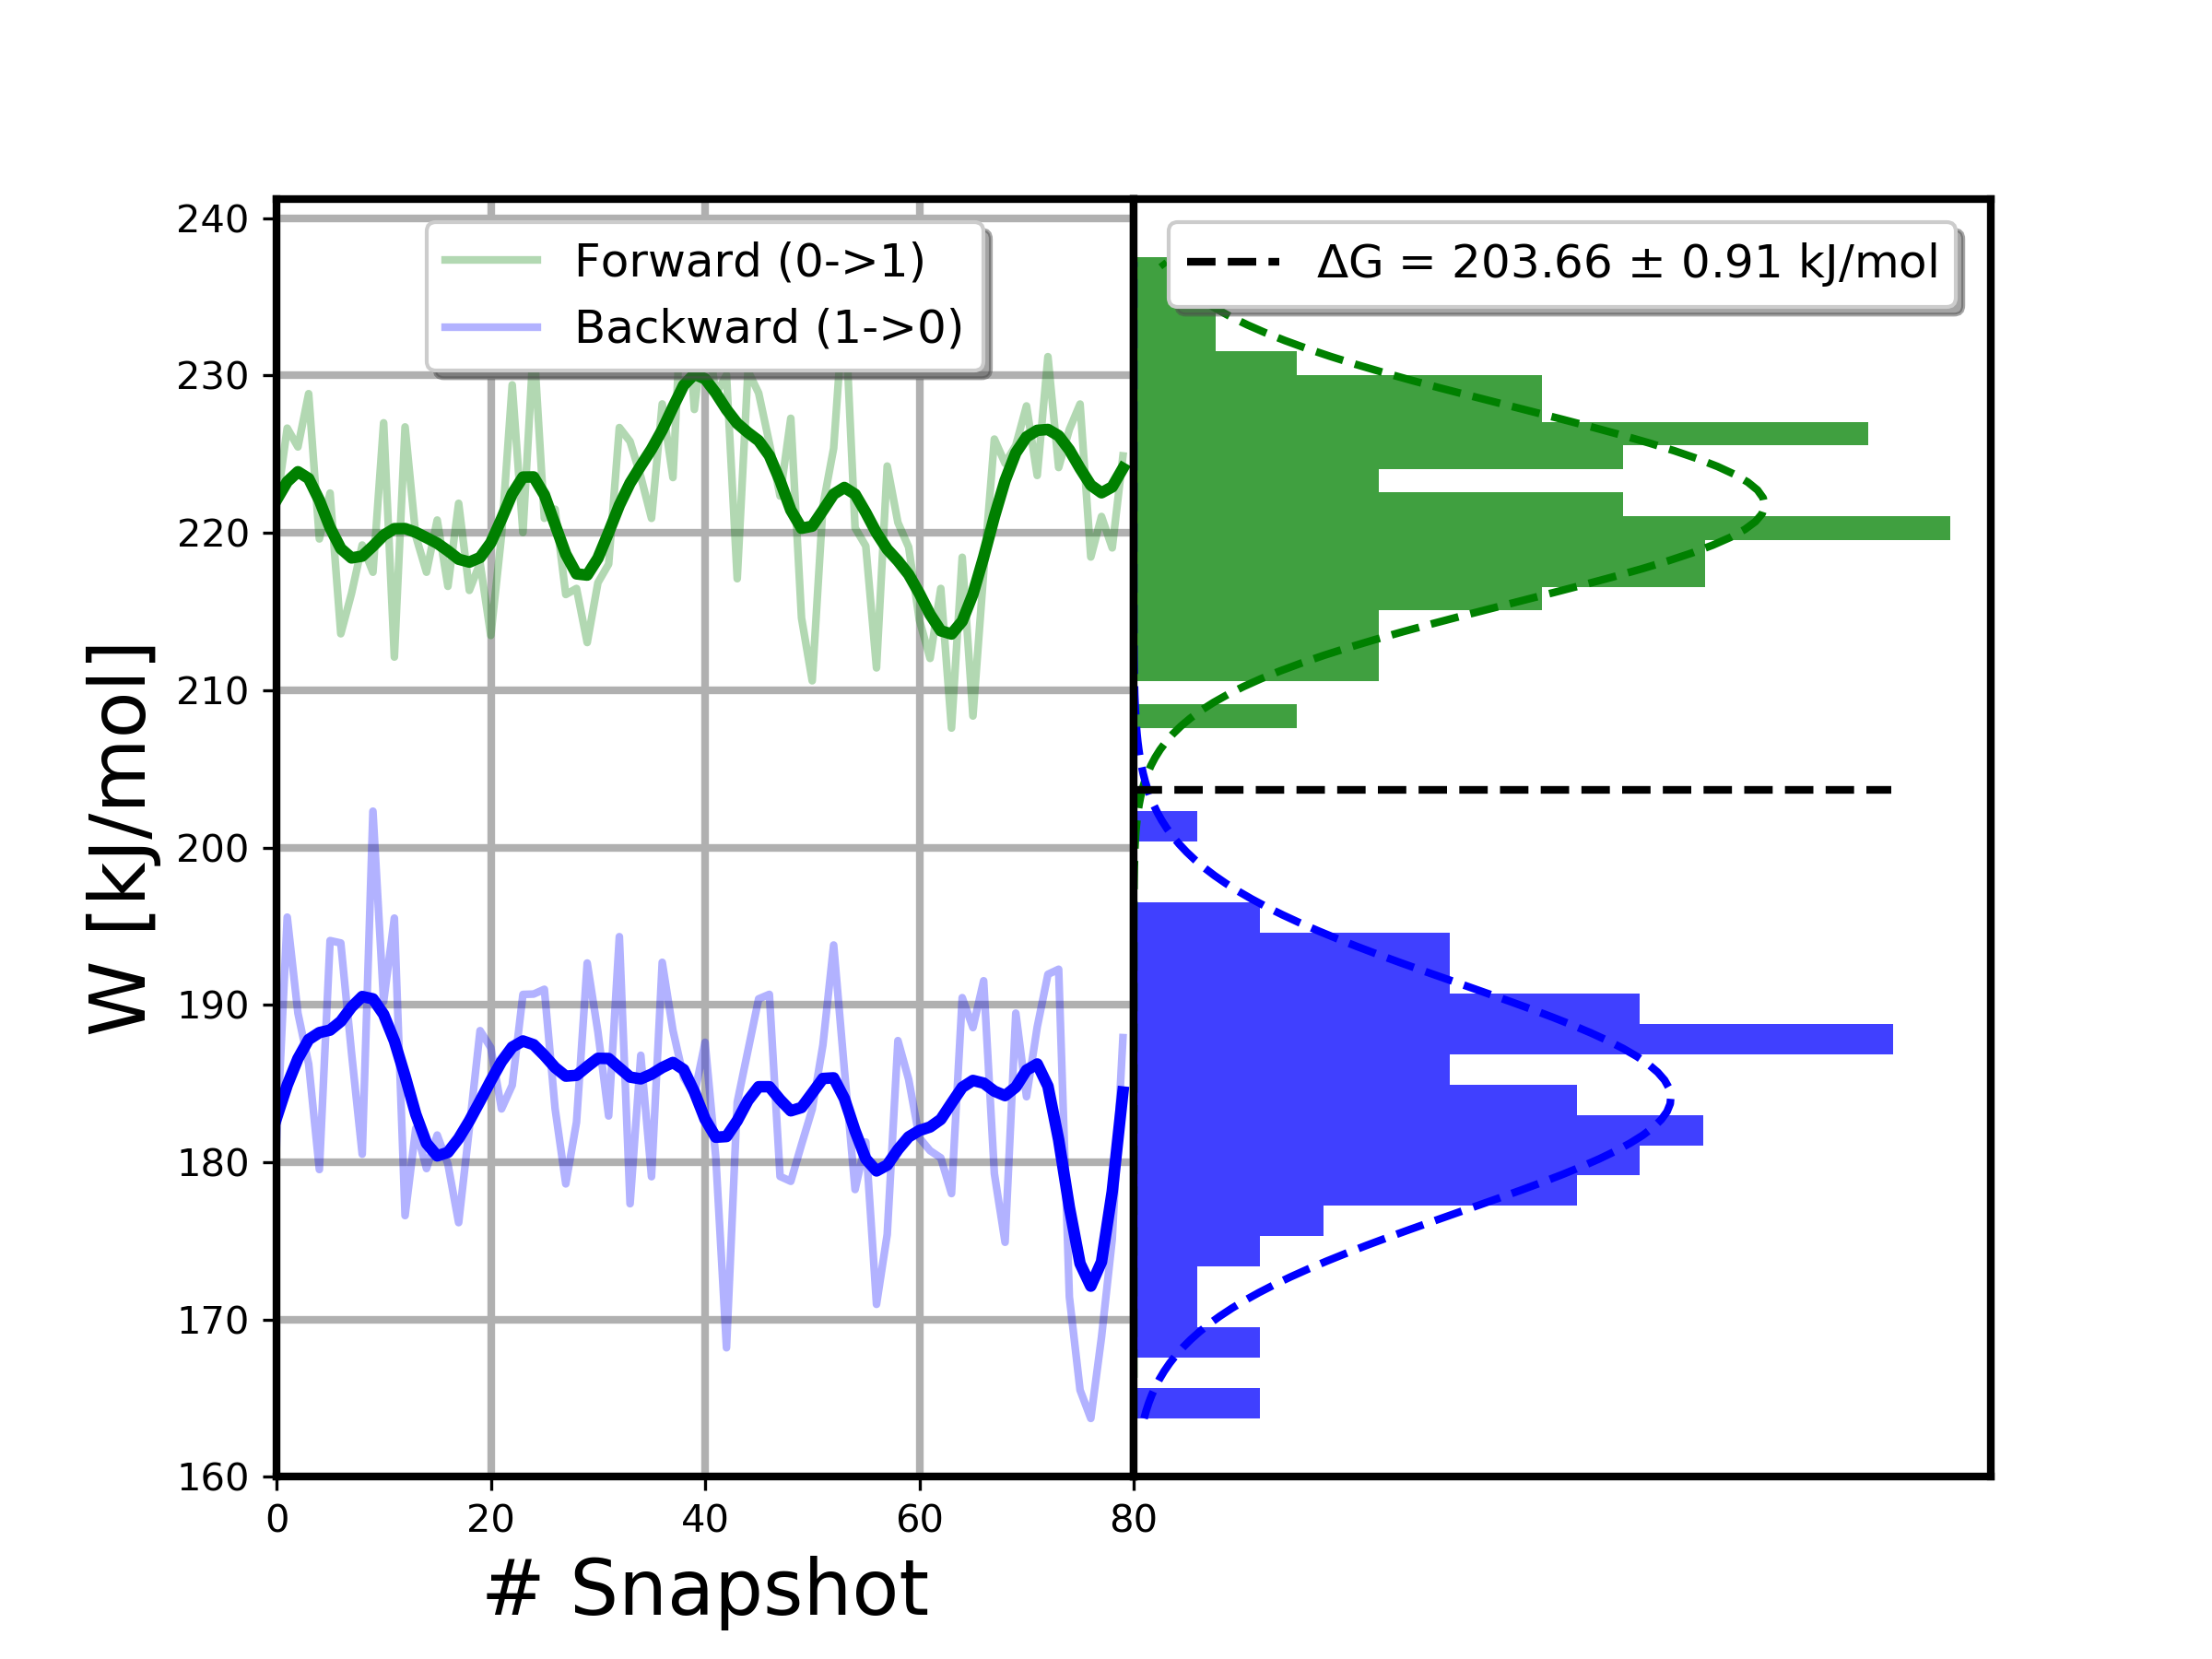 Forward (0->1)
Backward (1->0)
ΔG = 203.66 ± 0.91 kJ/mol
W [kJ/mol]
240
230
220
210
200
190
180
170
160
0 20 40 60 80
# Snapshot